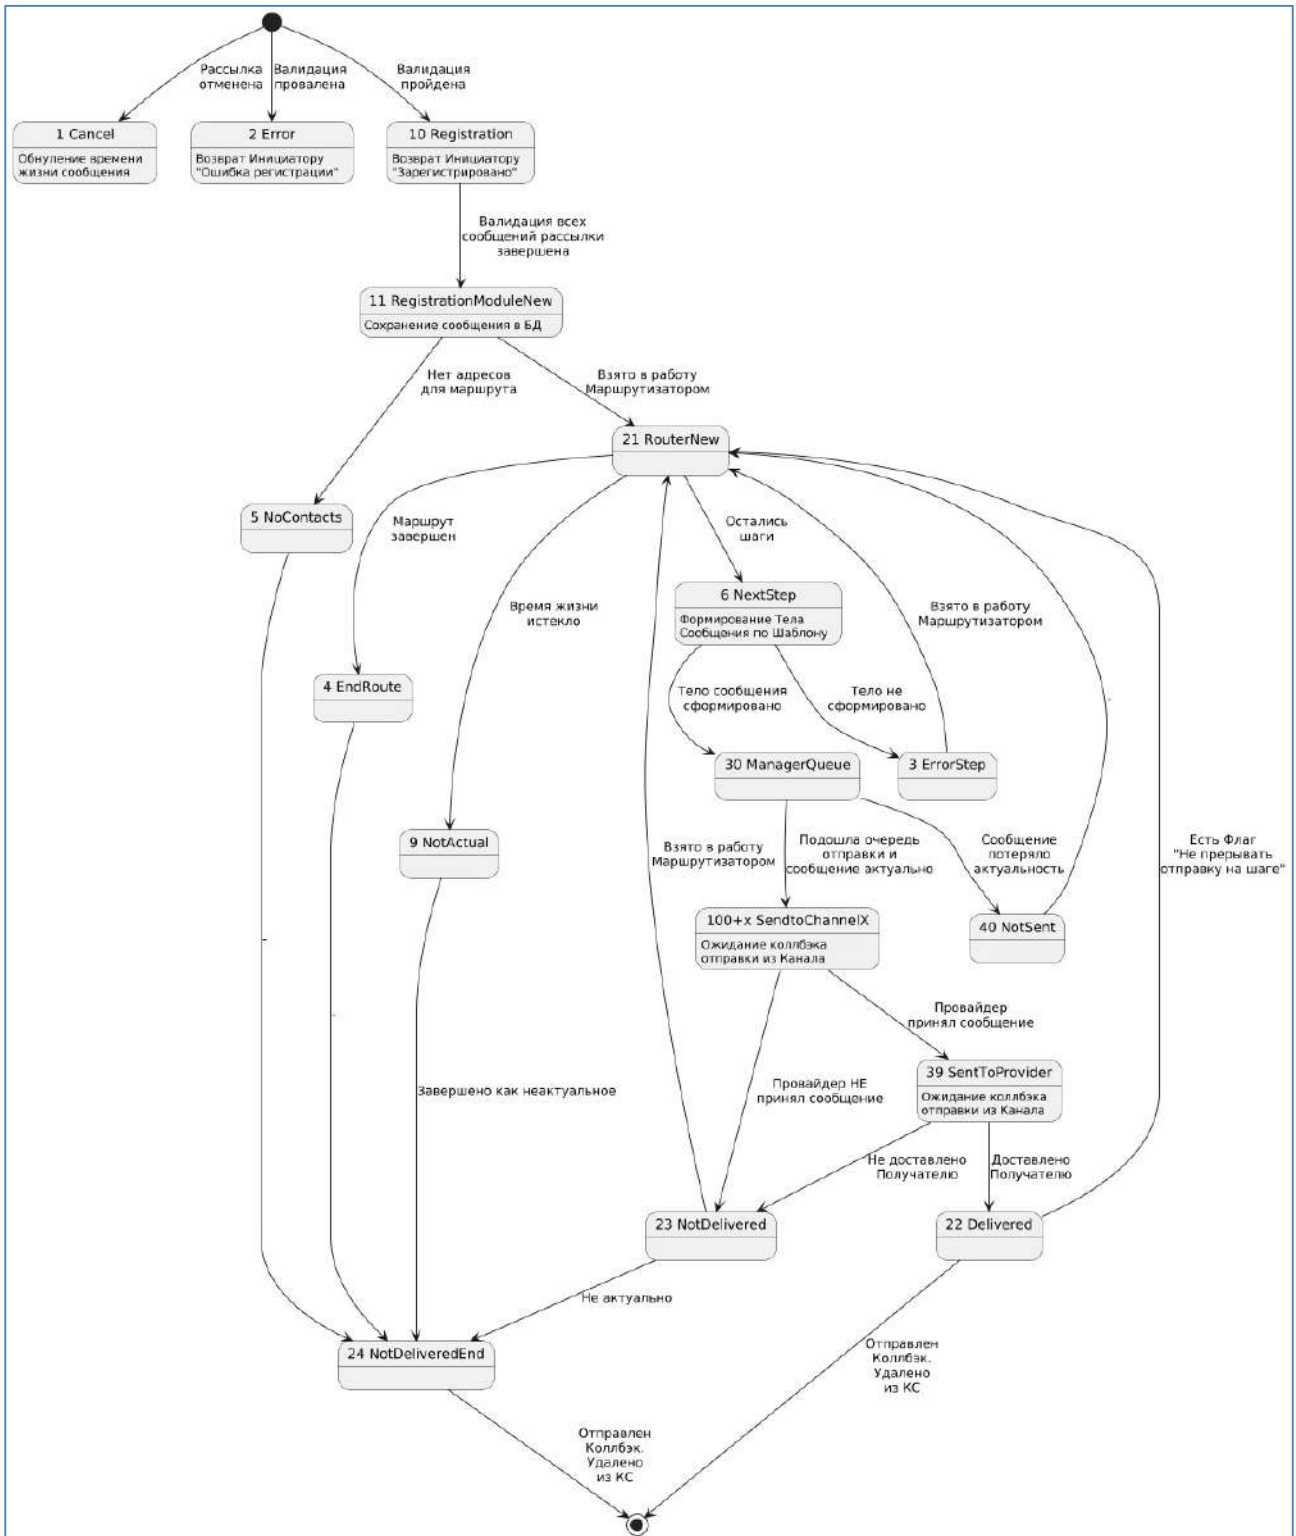 Рассылка
отменена
Валидация
провалена
Валидация
пройдена
1 Cancel
Обнуление времени
жизни сообщения
2 Error
Возврат Инициатору
"Ошибка регистрации"
10 Registration
Возврат Инициатору
"Зарегистрировано"
Валидация всех
сообщений рассылки
завершена
11 RegistrationModuleNew
Сохранение сообщения в БД
Нет адресов
для маршрута
Взято в работу
Маршрутизатором
21 RouterNew
5 NoContacts
Маршрут
завершен
Остались
шаги
Время жизни
истекло
6 NextStep
Формирование Тела
Сообщения по Шаблону
Взято в работу
Маршрутизатором
4 EndRoute
Тело сообщения
сформировано
Тело не
сформировано
30 ManagerQueue
3 ErrorStep
9 NotActual
Взято в работу
Маршрутизатором
Подошла очередь
отправки и
сообщение актуально
Сообщение
потеряло
актуальность
Есть Флаг
"Не прерывать
отправку на шаге"
100+x SendtoChannelX
Ожидание коллбэка
отправки из Канала
40 NotSent
Провайдер
принял сообщение
Завершено как неактуальное
Провайдер НЕ
принял сообщение
39 SentToProvider
Ожидание коллбэка
отправки из Канала
Не доставлено
Получателю
Доставлено
Получателю
23 NotDelivered
22 Delivered
Не актуально
24 NotDeliveredEnd
Отправлен
Коллбэк.
Удалено
из КС
Отправлен
Коллбэк.
Удалено
из КС